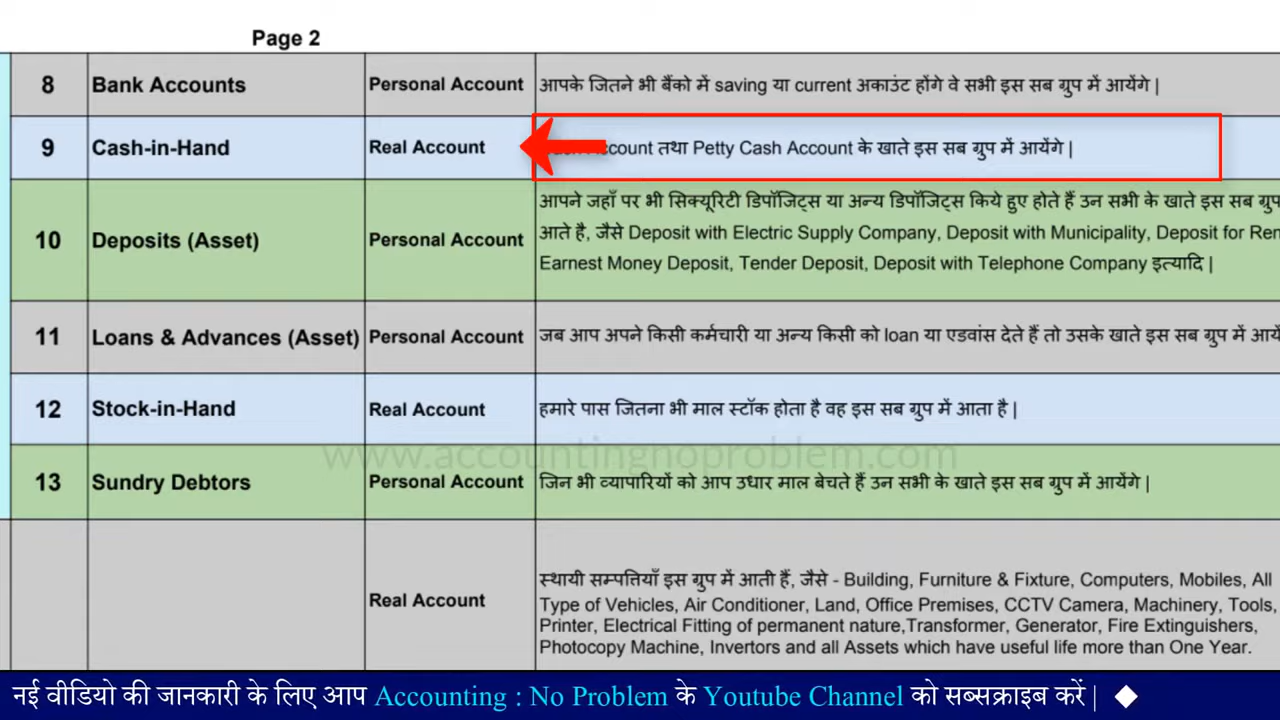 Page 2
8 Bank Accounts Personal Account आपके जितने भी बैंको में saving या current अकाउंट होंगे वे सभी इस सब ग्रुप में आयेंगे |
9 Cash-in-Hand Real Account तथा Petty Cash Account के खाते इस सब ग्रुप में आयेंगे |
आपने जहाँ पर भी सिक्यूरिटी डिपॉजिट्स या अन्य डिपॉजिट्स किये हुए होते हैं उन सभी के खाते इस सब ग्रुप
10 Deposits (Asset) Personal Account आते है, जैसे Deposit with Electric Supply Company, Deposit with Municipality, Deposit for
Earnest Money Deposit, Tender Deposit, Deposit with Telephone Company इत्यादि |
11 Loans & Advances (Asset) Personal Account जब आप अपने किसी कर्मचारी या अन्य किसी को loan या एडवांस देते हैं तो उसके खाते इस सब ग्रुप में
12 Stock-in-Hand Real Account हमारे पास जितना भी माल स्टॉक होता है वह इस सब ग्रुप में आता है |
www.accountingnoproblem.com
13 Sundry Debtors Personal Account जिन भी व्यापारियों को आप उधार माल बेचते हैं उन सभी के खाते इस सब ग्रुप में आयेंगे |
स्थायी सम्पत्तियाँ इस ग्रुप में आती हैं, जैसे - Building, Furniture & Fixture, Computers, Mobiles, All
Real Account Type of Vehicles, Air Conditioner, Land, Office Premises, CCTV Camera, Machinery, Tools,
Printer, Electrical Fitting of permanent nature,Transformer, Generator, Fire Extinguishers,
Photocopy Machine, Invertors and all Assets which have useful life more than One Year.
नई वीडियो की जानकारी के लिए आप Accounting : No Problem के Youtube Channel को सब्सक्राइब करें |